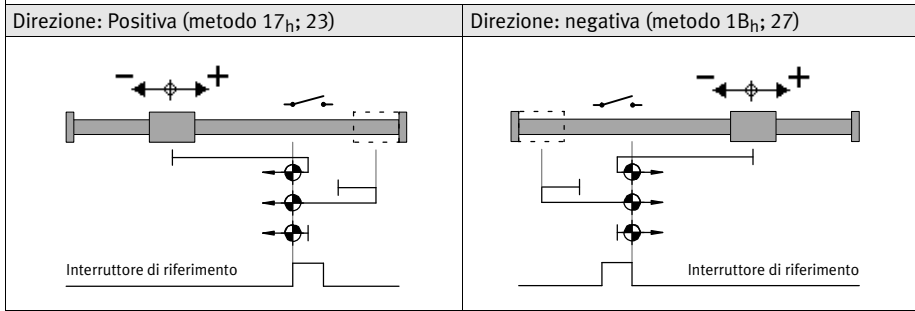 Direzione: Positiva (metodo 17h; 23)
Direzione: negativa (metodo 1Bh; 27)
− +
− +
Interruttore di riferimento
Interruttore di riferimento